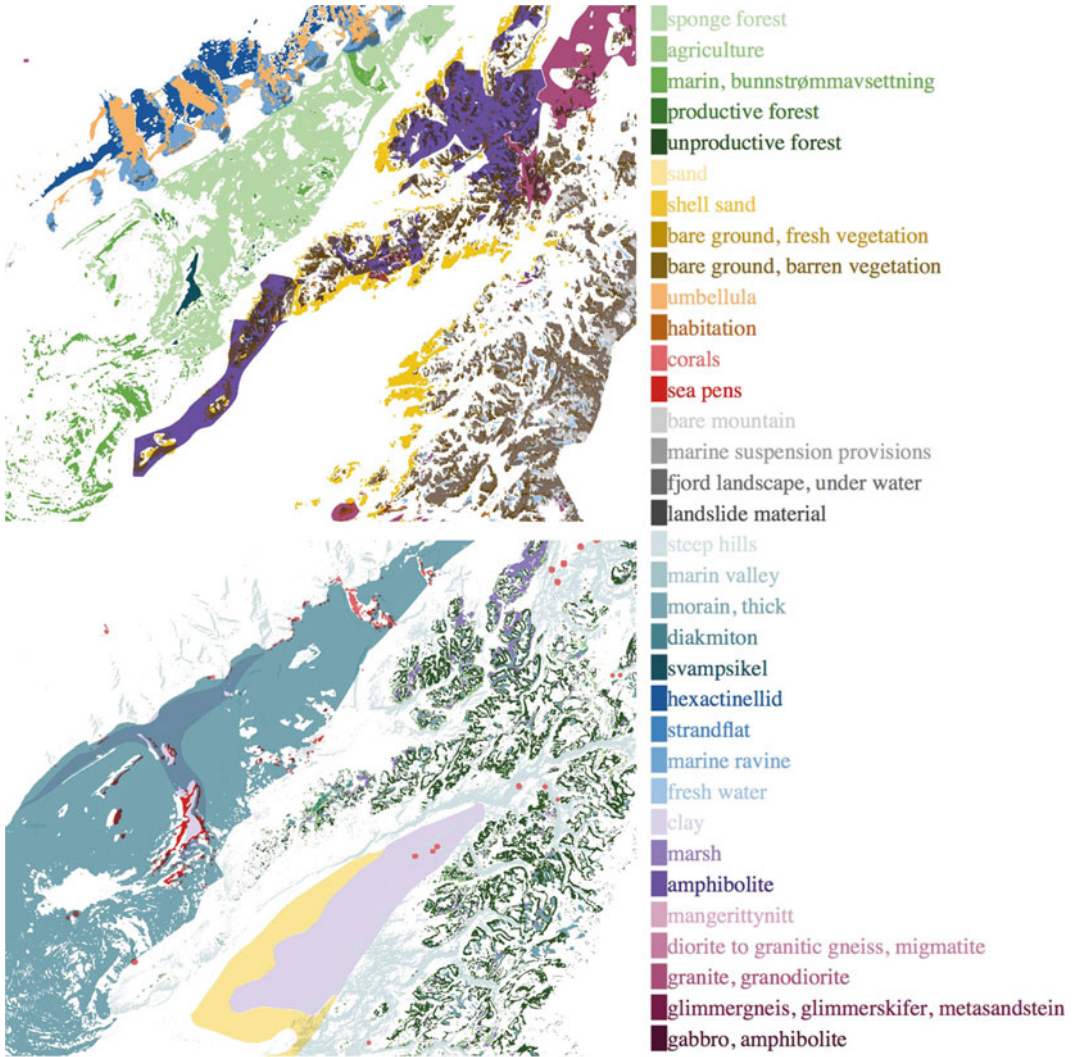 sponge forest
agriculture
marin, bunnstrømmavsettning
productive forest
unproductive forest
sand
shell sand
bare ground, fresh vegetation
bare ground, barren vegetation
umbellula
habitation
corals
sea pens
bare mountain
marine suspension provisions
fjord landscape, under water
landslide material
steep hills
marin valley
morain, thick
diakmiton
svampsikel
hexactinellid
strandflat
marine ravine
fresh water
clay
marsh
amphibolite
mangerittynitt
diorite to granitic gneiss, migmatite
granite, granodiorite
glimmergneis, glimmerskifer, metasandstein
gabbro, amphibolite